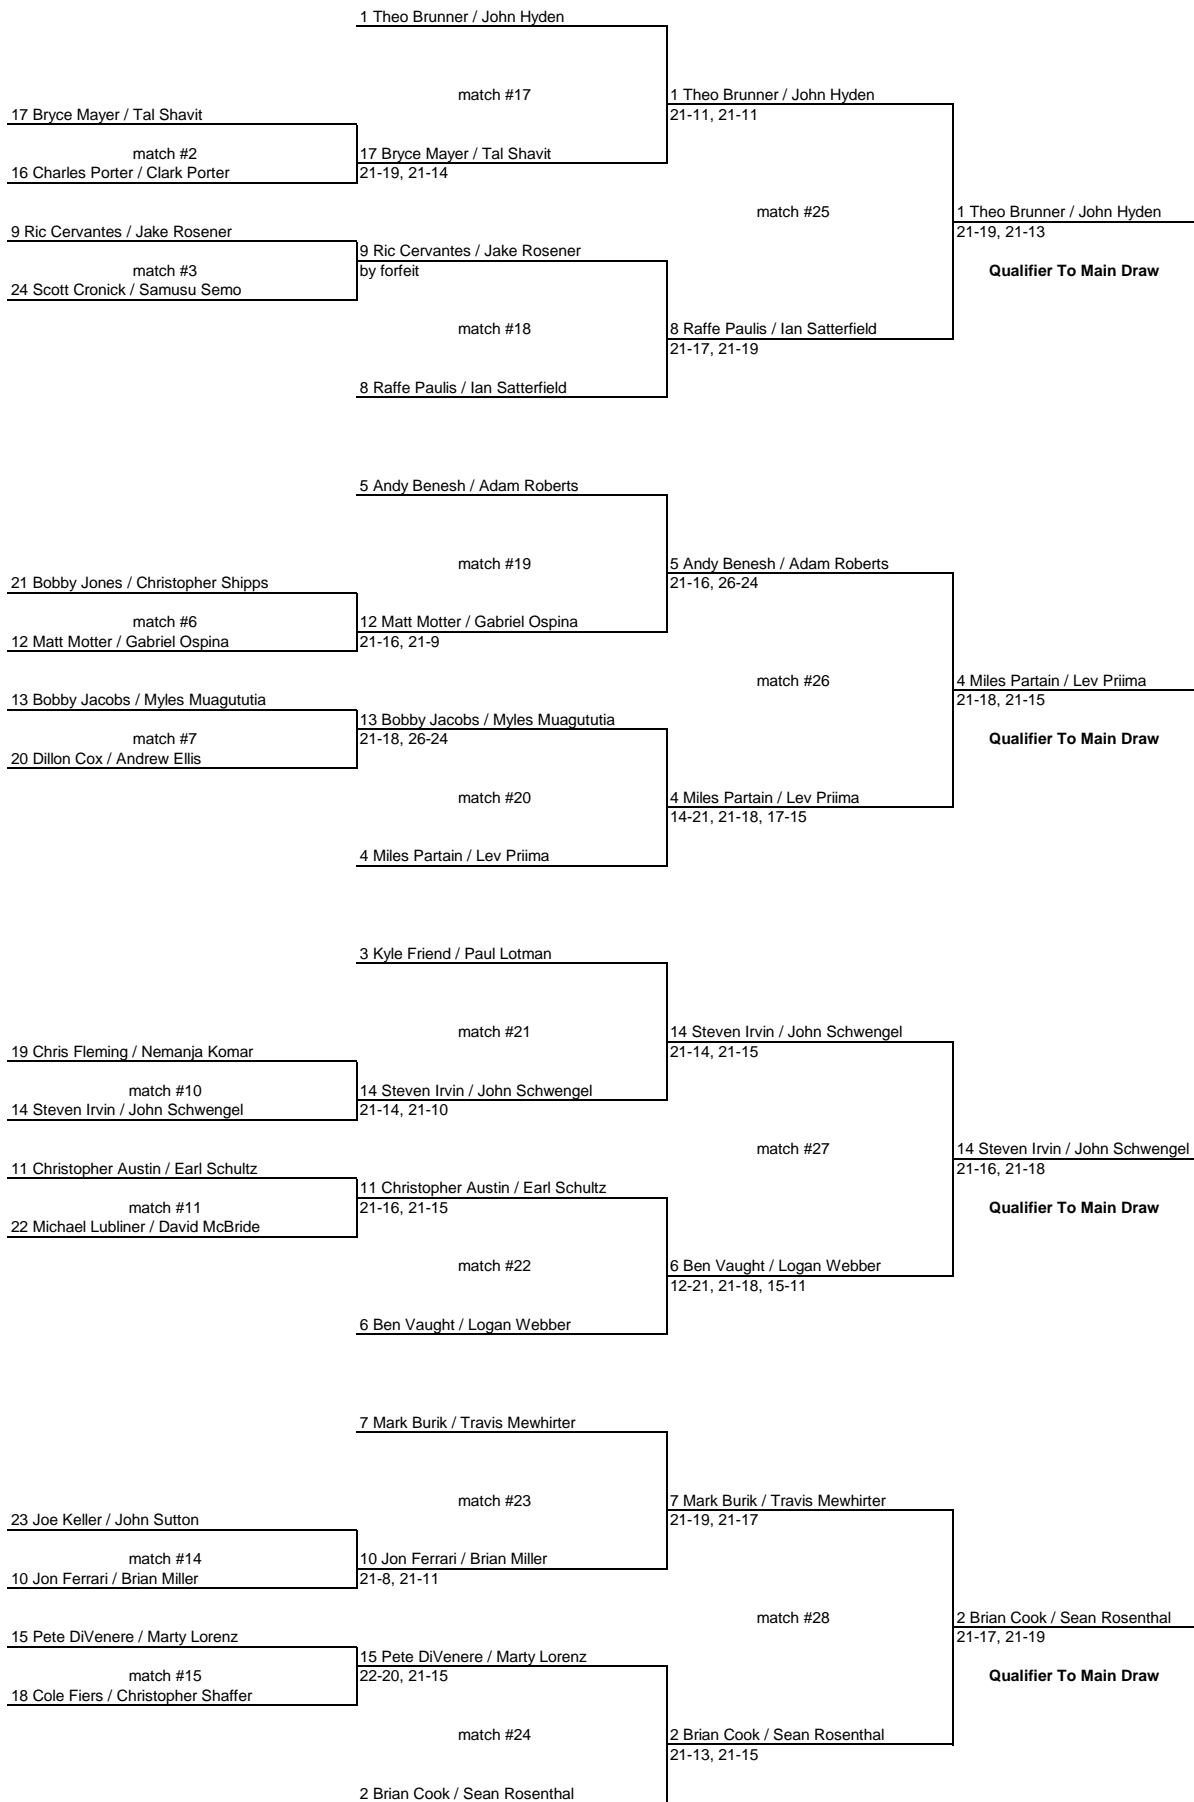 1 Theo Brunner / John Hyden
match #17
1 Theo Brunner / John Hyden
17 Bryce Mayer / Tal Shavit
21-11, 21-11
match #2
17 Bryce Mayer / Tal Shavit
16 Charles Porter / Clark Porter
21-19, 21-14
match #25
1 Theo Brunner / John Hyden
9 Ric Cervantes / Jake Rosener
21-19, 21-13
9 Ric Cervantes / Jake Rosener
match #3
by forfeit
Qualifier To Main Draw
24 Scott Cronick / Samusu Semo
match #18
8 Raffe Paulis / Ian Satterfield
21-17, 21-19
8 Raffe Paulis / Ian Satterfield
5 Andy Benesh / Adam Roberts
match #19
5 Andy Benesh / Adam Roberts
21 Bobby Jones / Christopher Shipps
21-16, 26-24
match #6
12 Matt Motter / Gabriel Ospina
12 Matt Motter / Gabriel Ospina
21-16, 21-9
match #26
4 Miles Partain / Lev Priima
13 Bobby Jacobs / Myles Muagututia
21-18, 21-15
13 Bobby Jacobs / Myles Muagututia
match #7
21-18, 26-24
Qualifier To Main Draw
20 Dillon Cox / Andrew Ellis
match #20
4 Miles Partain / Lev Priima
14-21, 21-18, 17-15
4 Miles Partain / Lev Priima
3 Kyle Friend / Paul Lotman
match #21
14 Steven Irvin / John Schwengel
19 Chris Fleming / Nemanja Komar
21-14, 21-15
match #10
14 Steven Irvin / John Schwengel
14 Steven Irvin / John Schwengel
21-14, 21-10
match #27
14 Steven Irvin / John Schwengel
11 Christopher Austin / Earl Schultz
21-16, 21-18
11 Christopher Austin / Earl Schultz
match #11
21-16, 21-15
Qualifier To Main Draw
22 Michael Lubliner / David McBride
match #22
6 Ben Vaught / Logan Webber
12-21, 21-18, 15-11
6 Ben Vaught / Logan Webber
7 Mark Burik / Travis Mewhirter
match #23
7 Mark Burik / Travis Mewhirter
23 Joe Keller / John Sutton
21-19, 21-17
match #14
10 Jon Ferrari / Brian Miller
10 Jon Ferrari / Brian Miller
21-8, 21-11
match #28
2 Brian Cook / Sean Rosenthal
15 Pete DiVenere / Marty Lorenz
21-17, 21-19
15 Pete DiVenere / Marty Lorenz
match #15
22-20, 21-15
Qualifier To Main Draw
18 Cole Fiers / Christopher Shaffer
match #24
2 Brian Cook / Sean Rosenthal
21-13, 21-15
2 Brian Cook / Sean Rosenthal